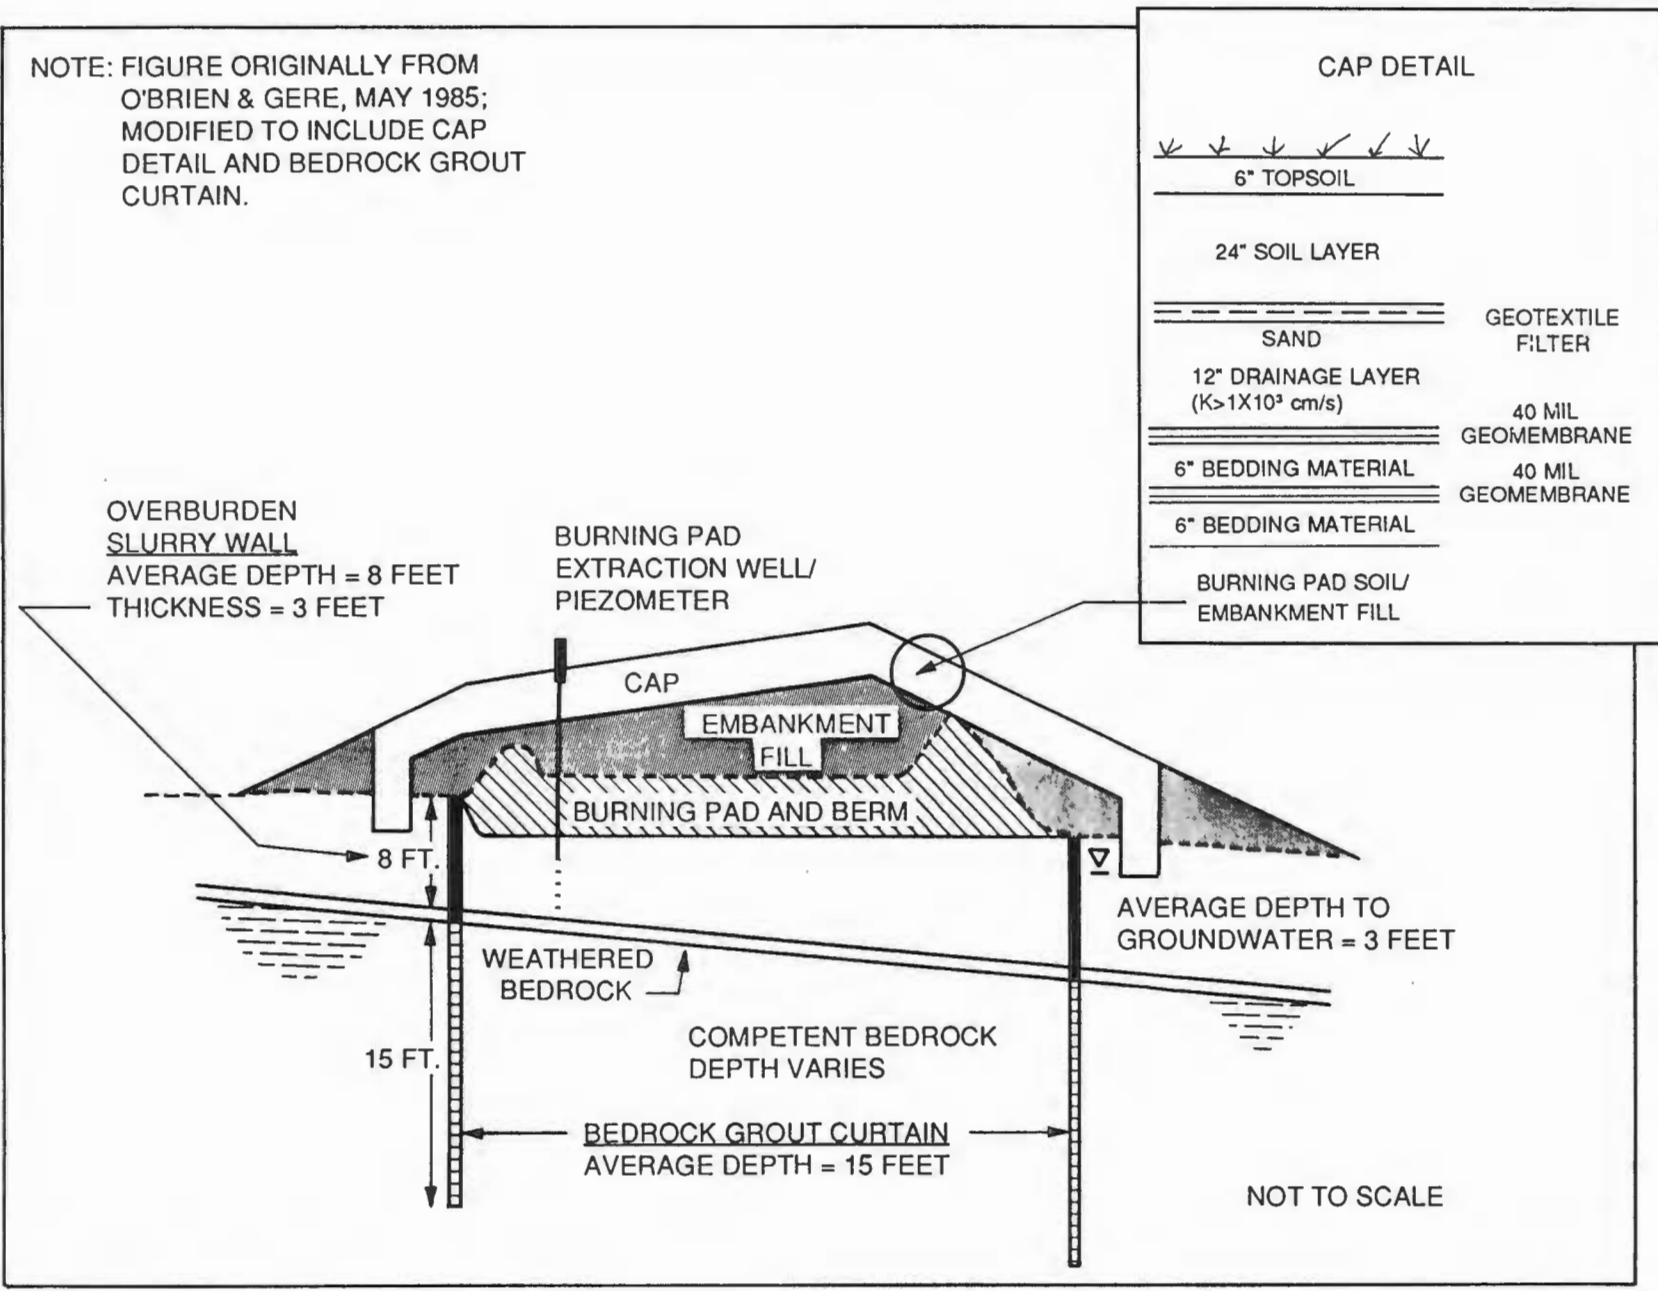 NOTE: FIGURE ORIGINALLY FROM
O'BRIEN & GERE, MAY 1985;
MODIFIED TO INCLUDE CAP
DETAIL AND BEDROCK GROUT
CURTAIN.
CAP DETAIL
6" TOPSOIL
24" SOIL LAYER
GEOTEXTILE
FILTER
SAND
12" DRAINAGE LAYER
(K>1X10³ cm/s)
40 MIL
GEOMEMBRANE
6" BEDDING MATERIAL
40 MIL
GEOMEMBRANE
6" BEDDING MATERIAL
BURNING PAD SOIL/
EMBANKMENT FILL
OVERBURDEN
SLURRY WALL
AVERAGE DEPTH = 8 FEET
THICKNESS = 3 FEET
BURNING PAD
EXTRACTION WELL/
PIEZOMETER
CAP
EMBANKMENT
FILL
BURNING PAD AND BERM
8 FT.
AVERAGE DEPTH TO
GROUNDWATER = 3 FEET
WEATHERED
BEDROCK
COMPETENT BEDROCK
DEPTH VARIES
15 FT.
BEDROCK GROUT CURTAIN
AVERAGE DEPTH = 15 FEET
NOT TO SCALE